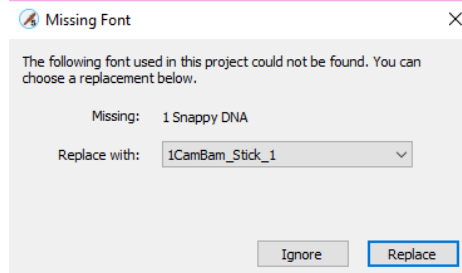 Missing Font
The following font used in this project could not be found. You can
choose a replacement below.
Missing: 1 Snappy DNA
Replace with: 1CamBam_Stick_1
Ignore Replace